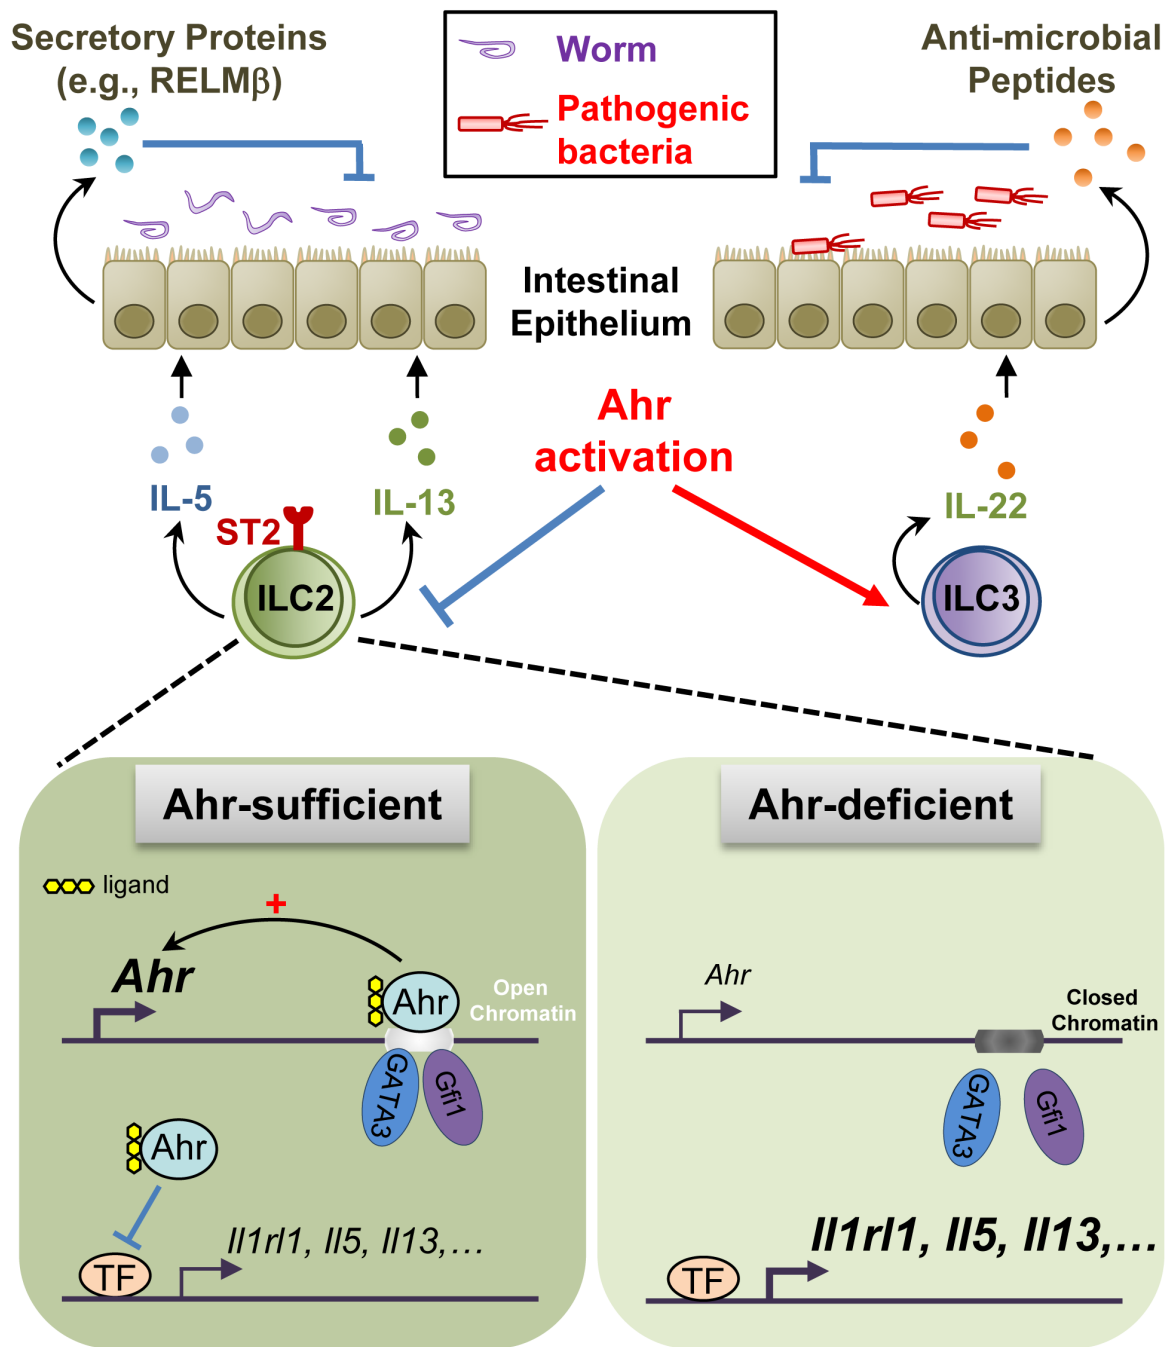 Secretory Proteins
(e.g., RELMβ)
Worm
Pathogenic
bacteria
Anti-microbial
Peptides
Intestinal
Epithelium
Ahr
activation
IL-5
IL-13
IL-22
ST2
ILC2
ILC3
Ahr-sufficient
ligand
+
Ahr
Ahr
Open
Chromatin
GATA3
Gfi1
Ahr
TF
Il1rl1, Il5, Il13,...
Ahr-deficient
Ahr
Closed
Chromatin
GATA3
Gfi1
TF
Il1rl1, Il5, Il13,...